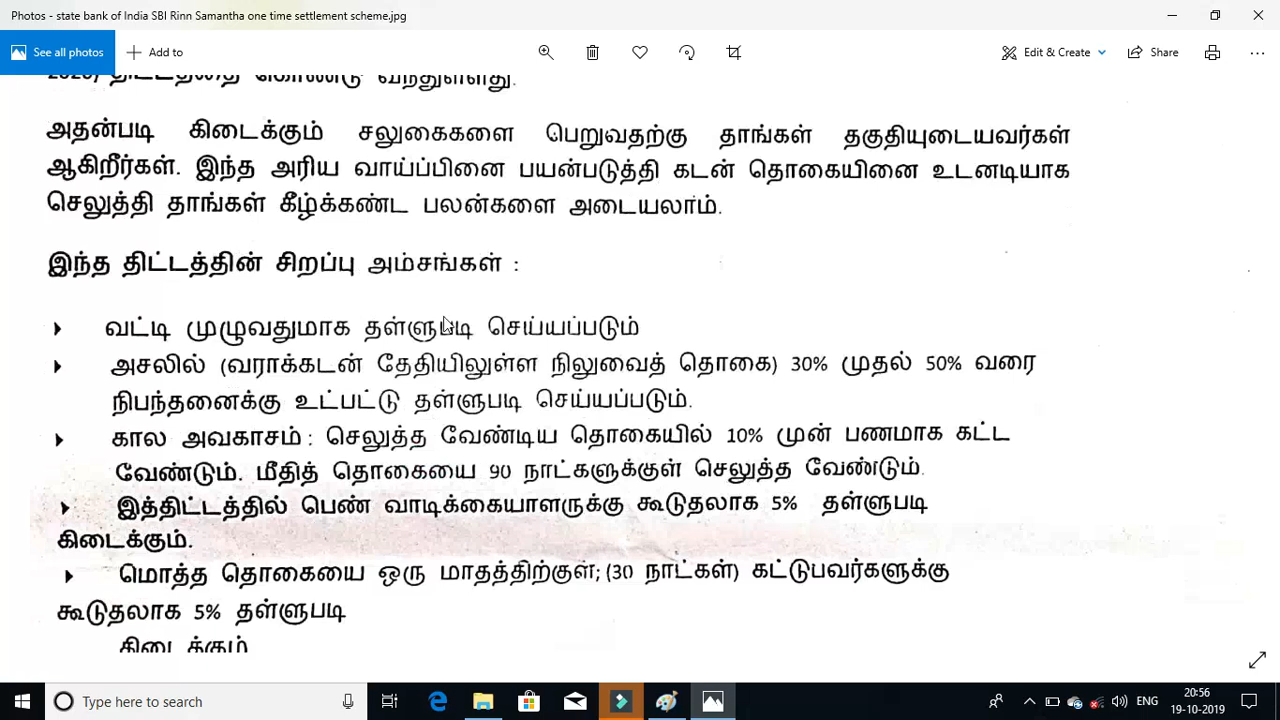 Photos - state bank of India SBI Rinn Samantha one time settlement scheme.jpg
See all photos
Add to
Edit & Create
Share
அதன்படி கிடைக்கும் சலுகைகளை பெறுவதற்கு தாங்கள் தகுதியுடையவர்கள்
ஆகிறீர்கள். இந்த அரிய வாய்ப்பினை பயன்படுத்தி கடன் தொகையினை உடனடியாக
செலுத்தி தாங்கள் கீழ்க்கண்ட பலன்களை அடையலாம்.
இந்த திட்டத்தின் சிறப்பு அம்சங்கள் :
வட்டி முழுவதுமாக தள்ளுபடி செய்யப்படும்
அசலில் (வராக்கடன் தேதியிலுள்ள நிலுவைத் தொகை) 30% முதல் 50% வரை
நிபந்தனைக்கு உட்பட்டு தள்ளுபடி செய்யப்படும்.
கால அவகாசம் : செலுத்த வேண்டிய தொகையில் 10% முன் பணமாக கட்ட
வேண்டும். மீதித் தொகையை 90 நாட்களுக்குள் செலுத்த வேண்டும்.
இத்திட்டத்தில் பெண் வாடிக்கையாளருக்கு கூடுதலாக 5% தள்ளுபடி
கிடைக்கும்.
மொத்த தொகையை ஒரு மாதத்திற்குள்; (30 நாட்கள்) கட்டுபவர்களுக்கு
கூடுதலாக 5% தள்ளுபடி
கிடைக்கும்
Type here to search
ENG
20:56
19-10-2019